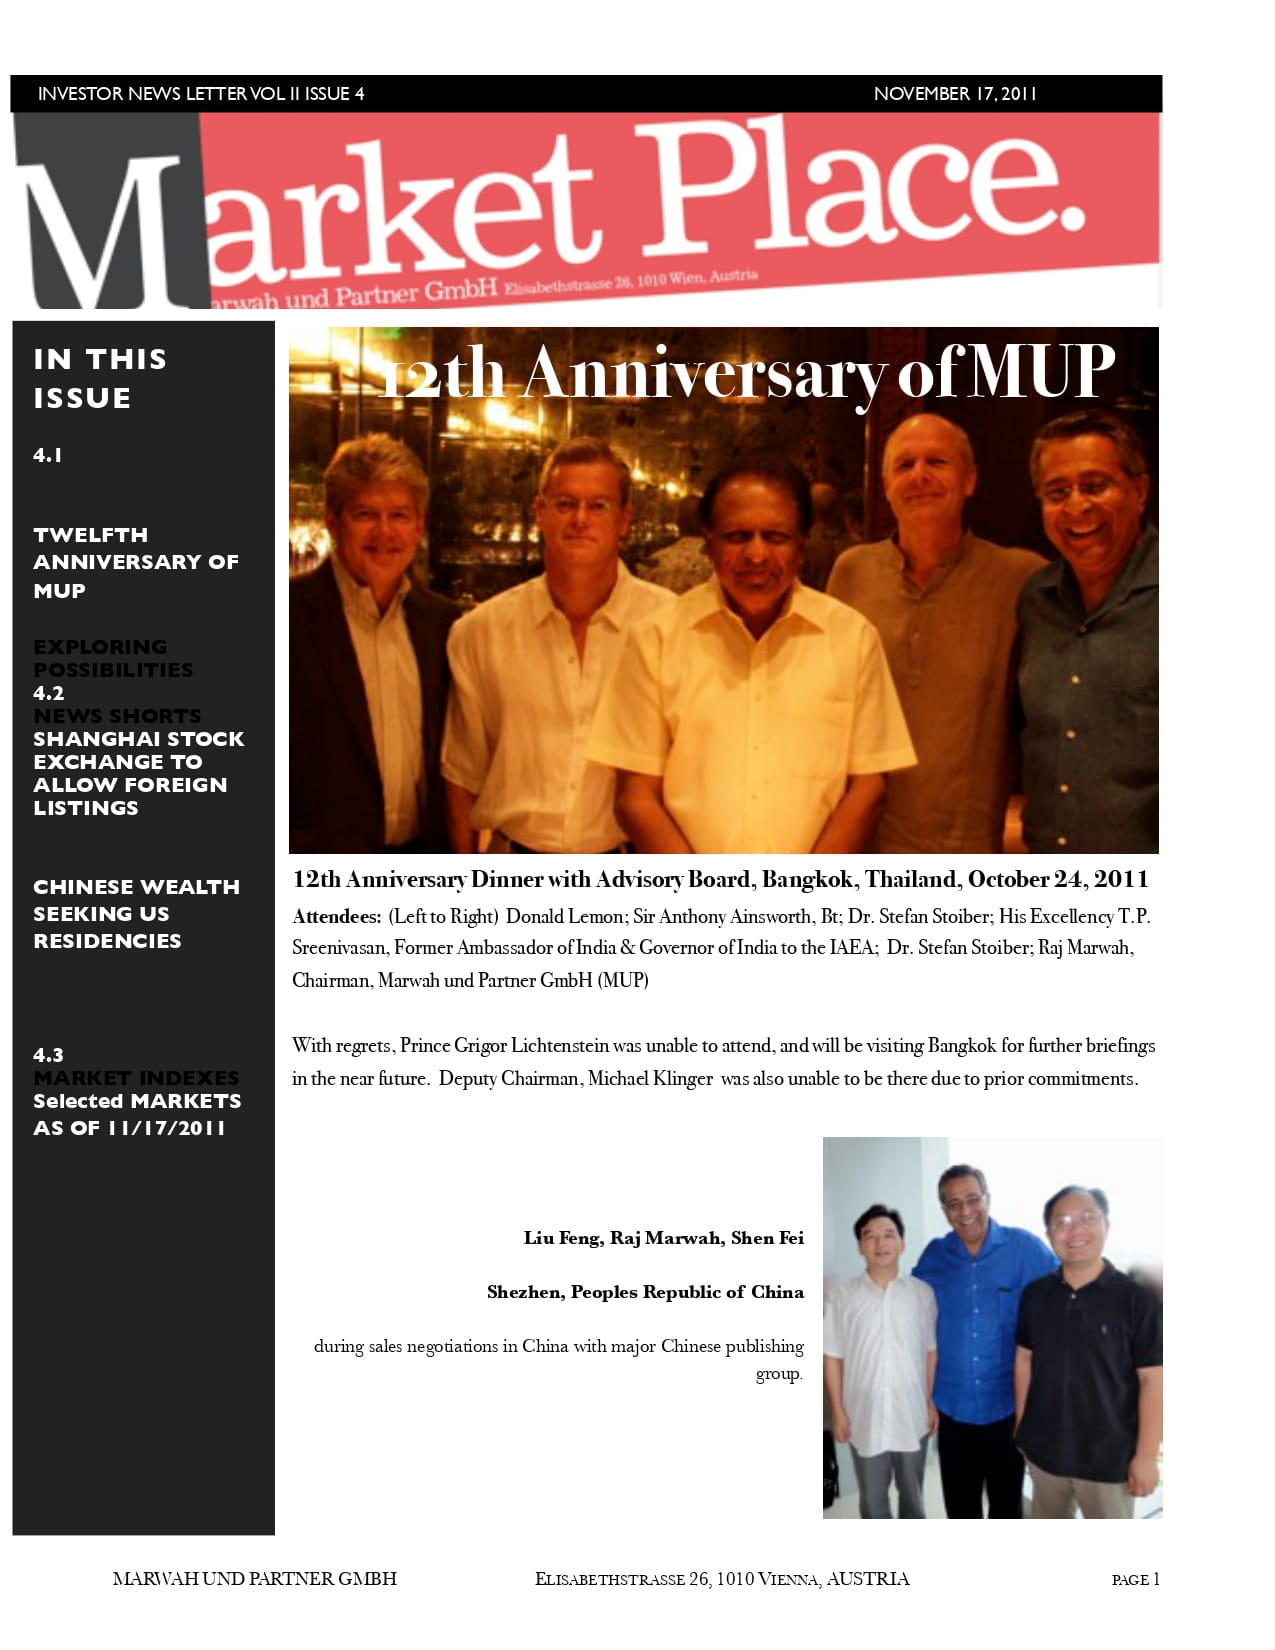 INVESTOR NEWS LETTER VOL II ISSUE 4 NOVEMBER 17, 2011
Market Place.
arwah und Partner GmbH Elisabethstrasse 26, 1010 Wien, Austria
IN THIS
ISSUE
4.1
TWELFTH
ANNIVERSARY OF
MUP
EXPLORING
POSSIBILITIES
4.2
NEWS SHORTS
SHANGHAI STOCK
EXCHANGE TO
ALLOW FOREIGN
LISTINGS
CHINESE WEALTH
SEEKING US
RESIDENCIES
4.3
MARKET INDEXES
Selected MARKETS
AS OF 11/17/2011
12th Anniversary of MUP
12th Anniversary Dinner with Advisory Board, Bangkok, Thailand, October 24, 2011
Attendees: (Left to Right) Donald Lemon; Sir Anthony Ainsworth, Bt; Dr. Stefan Stoiber; His Excellency T.P.
Sreenivasan, Former Ambassador of India & Governor of India to the IAEA; Dr. Stefan Stoiber; Raj Marwah,
Chairman, Marwah und Partner GmbH (MUP)
With regrets, Prince Grigor Lichtenstein was unable to attend, and will be visiting Bangkok for further briefings
in the near future. Deputy Chairman, Michael Klinger was also unable to be there due to prior commitments.
Liu Feng, Raj Marwah, Shen Fei
Shezhen, Peoples Republic of China
during sales negotiations in China with major Chinese publishing
group.
MARWAH UND PARTNER GMBH ELISABETHSTRASSE 26, 1010 VIENNA, AUSTRIA PAGE 1